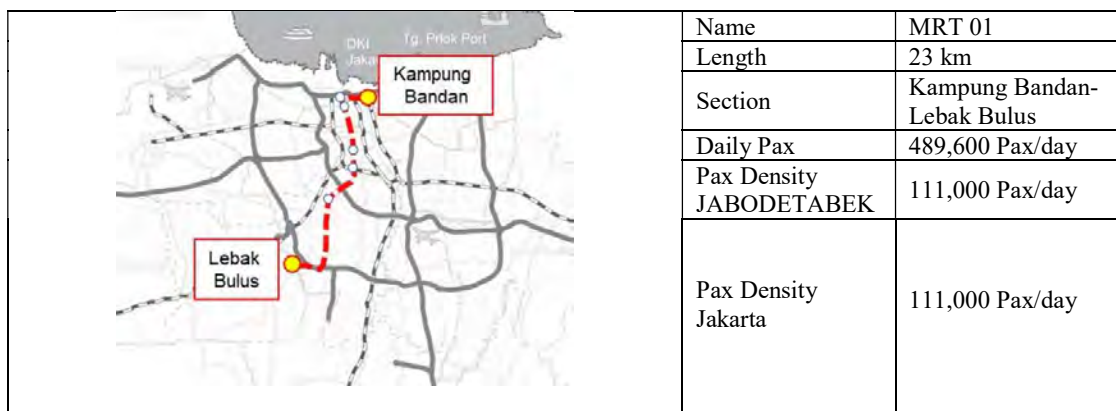 DKI
Jaka
Tg. Priok Port
Kampung
Bandan
Lebak
Bulus
Name
MRT 01
Length
23 km
Section
Kampung Bandan-
Lebak Bulus
Daily Pax
489,600 Pax/day
Pax Density
JABODETABEK
111,000 Pax/day
Pax Density
Jakarta
111,000 Pax/day